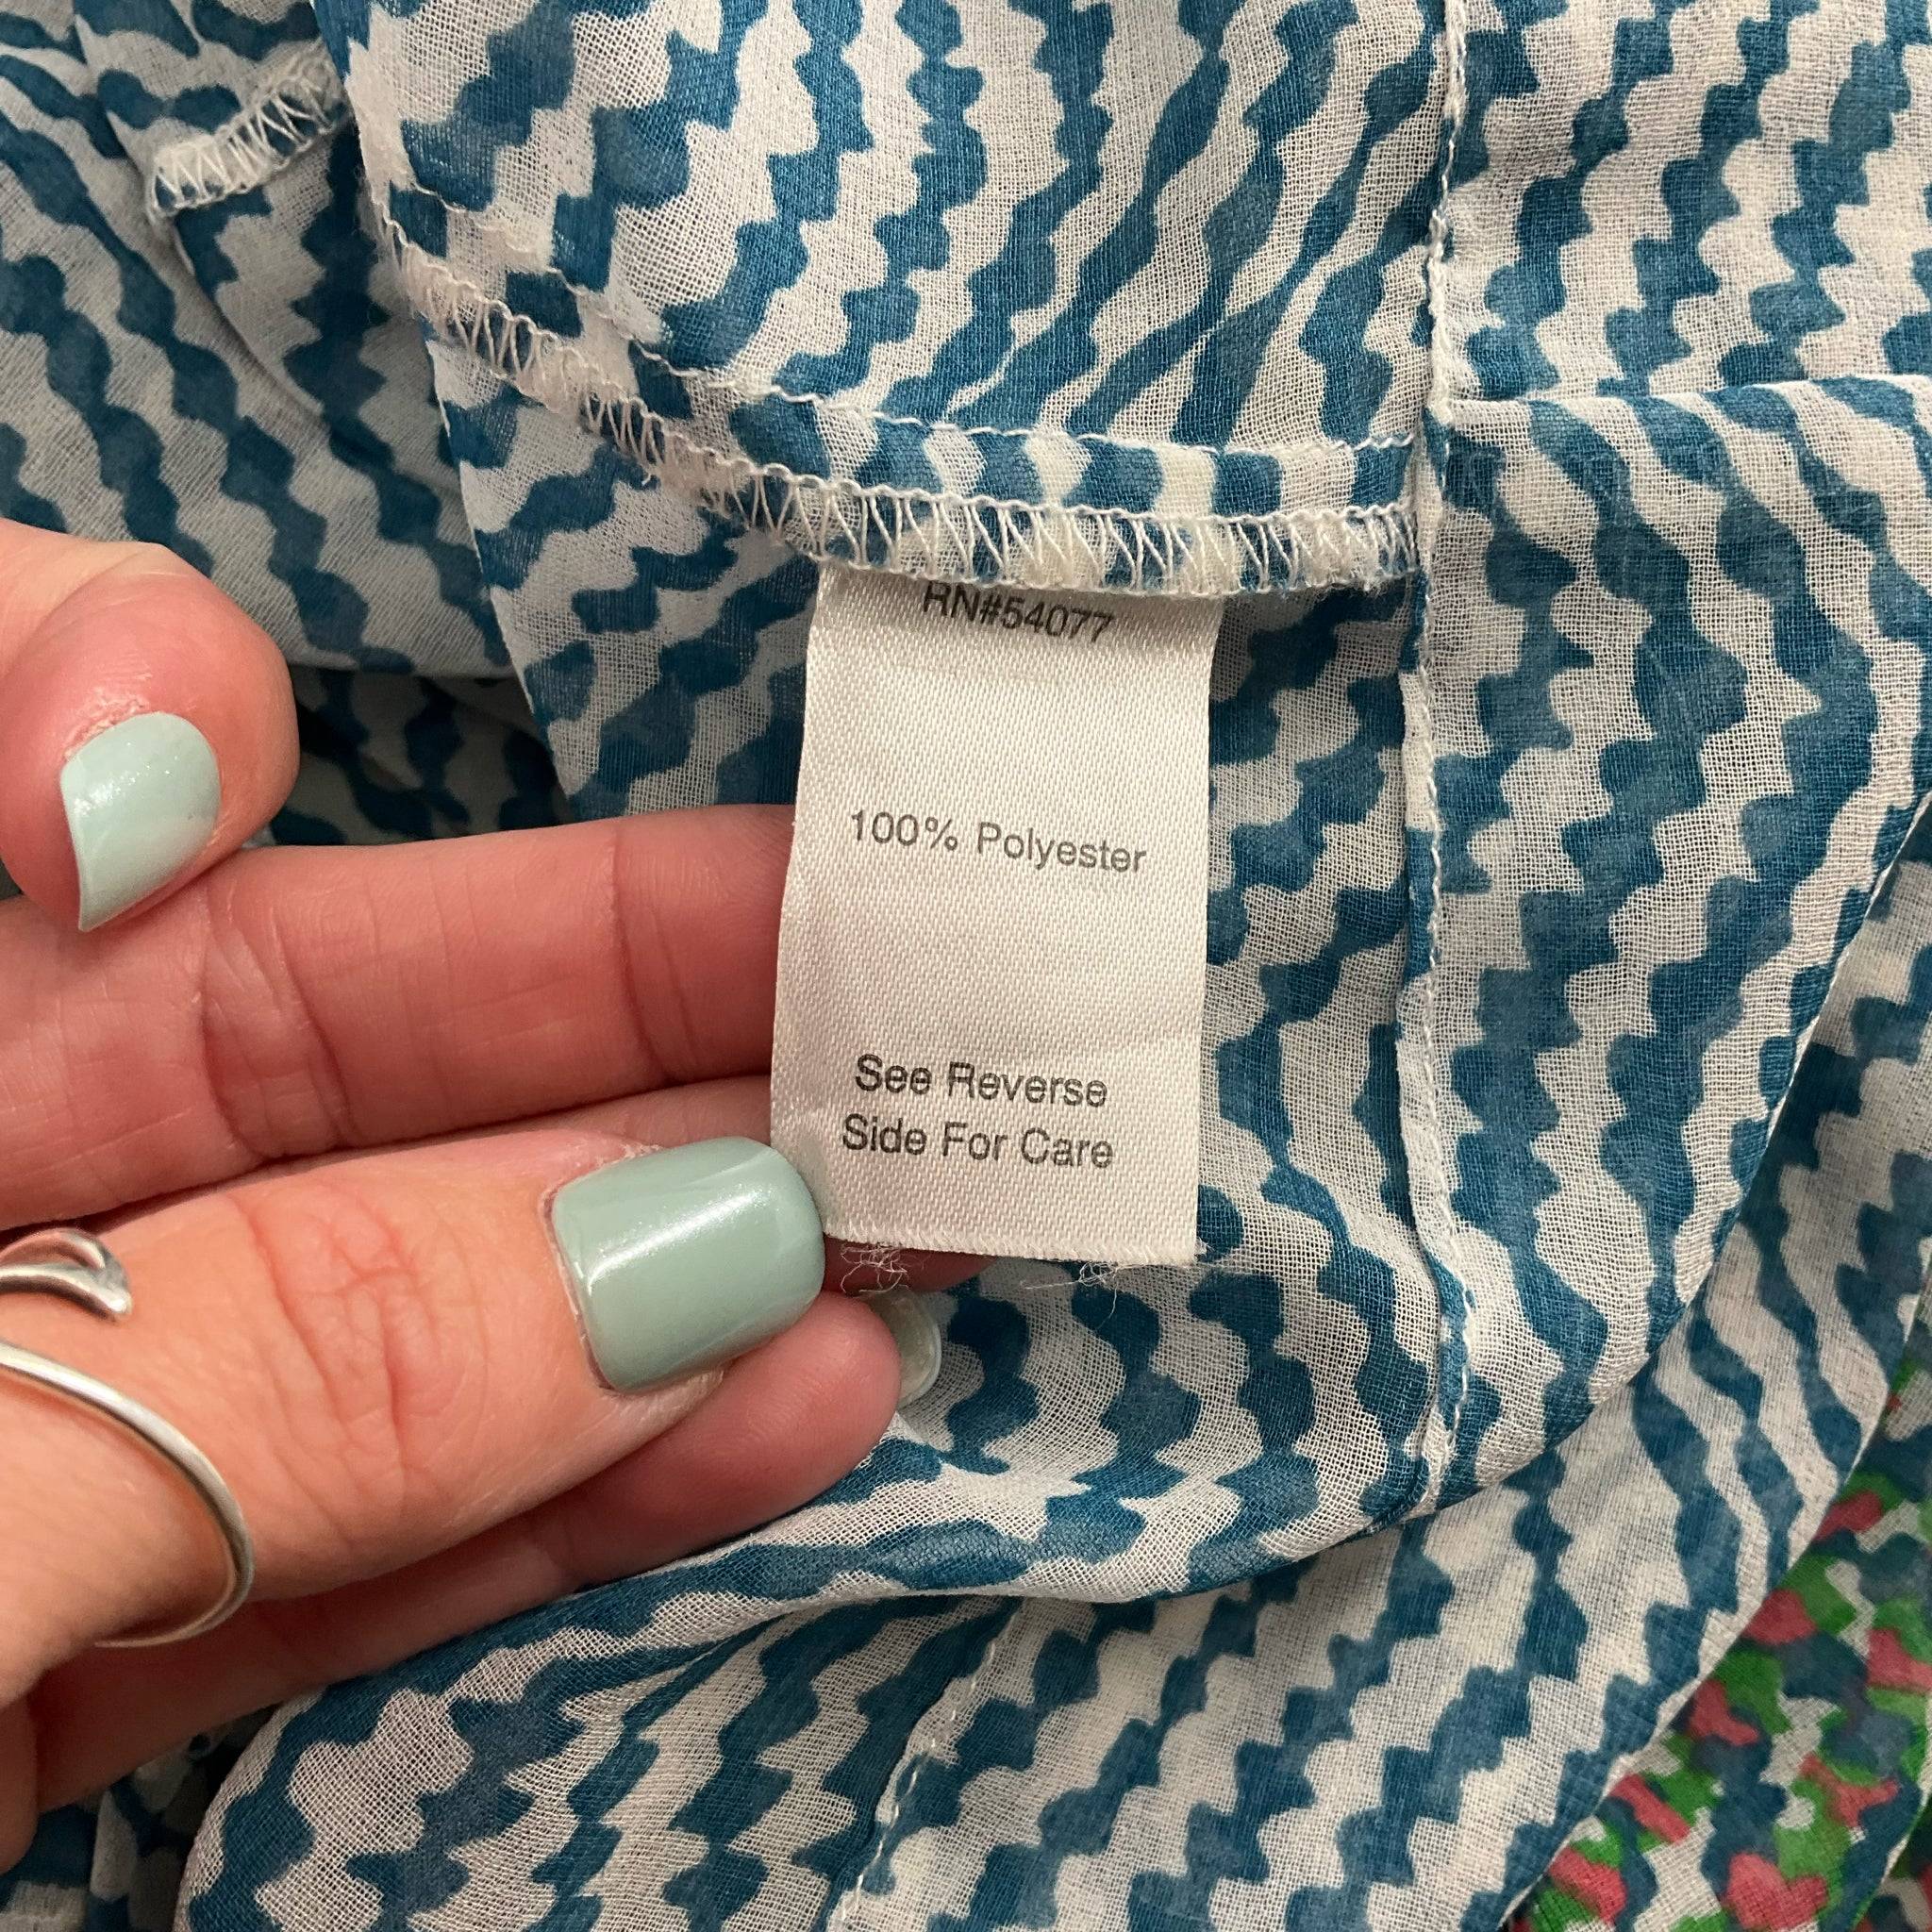 RN#54077
100% Polyester
See Reverse
Side For Care